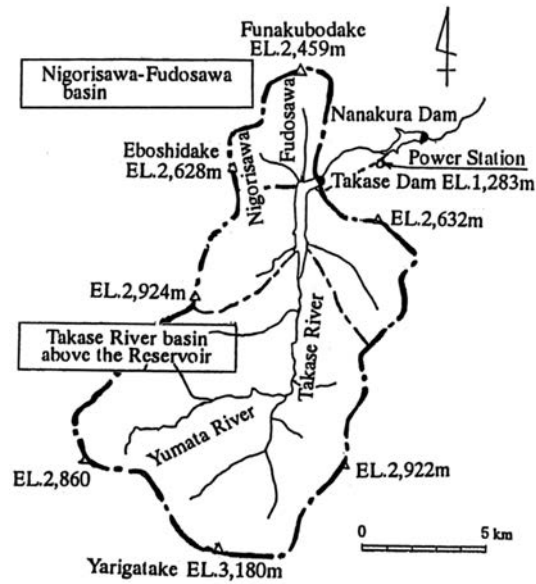 Funakubodake
EL.2,459m
Nigorisawa-Fudosawa
basin
Fudosawa
Nanakura Dam
Eboshidake
EL.2,628m
Nigorisawa
Power Station
Takase Dam EL.1,283m
EL.2,632m
EL.2,924m
Takase River basin
above the Reservoir
Takase River
Yumata River
EL.2,860
EL.2,922m
0 5 km
Yarigatake EL.3,180m